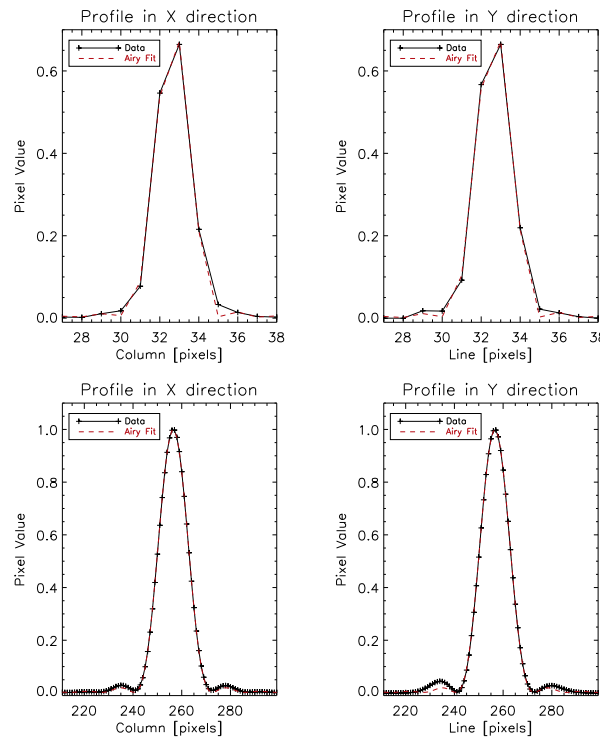 Profile in X direction
Data
Airy Fit
0.6
0.4
0.2
0.0
Pixel Value
28 30 32 34 36 38
Column [pixels]
Profile in Y direction
Data
Airy Fit
0.6
0.4
0.2
0.0
Pixel Value
28 30 32 34 36 38
Line [pixels]
Profile in X direction
Data
Airy Fit
1.0
0.8
0.6
0.4
0.2
0.0
Pixel Value
220 240 260 280
Column [pixels]
Profile in Y direction
Data
Airy Fit
1.0
0.8
0.6
0.4
0.2
0.0
Pixel Value
220 240 260 280
Line [pixels]